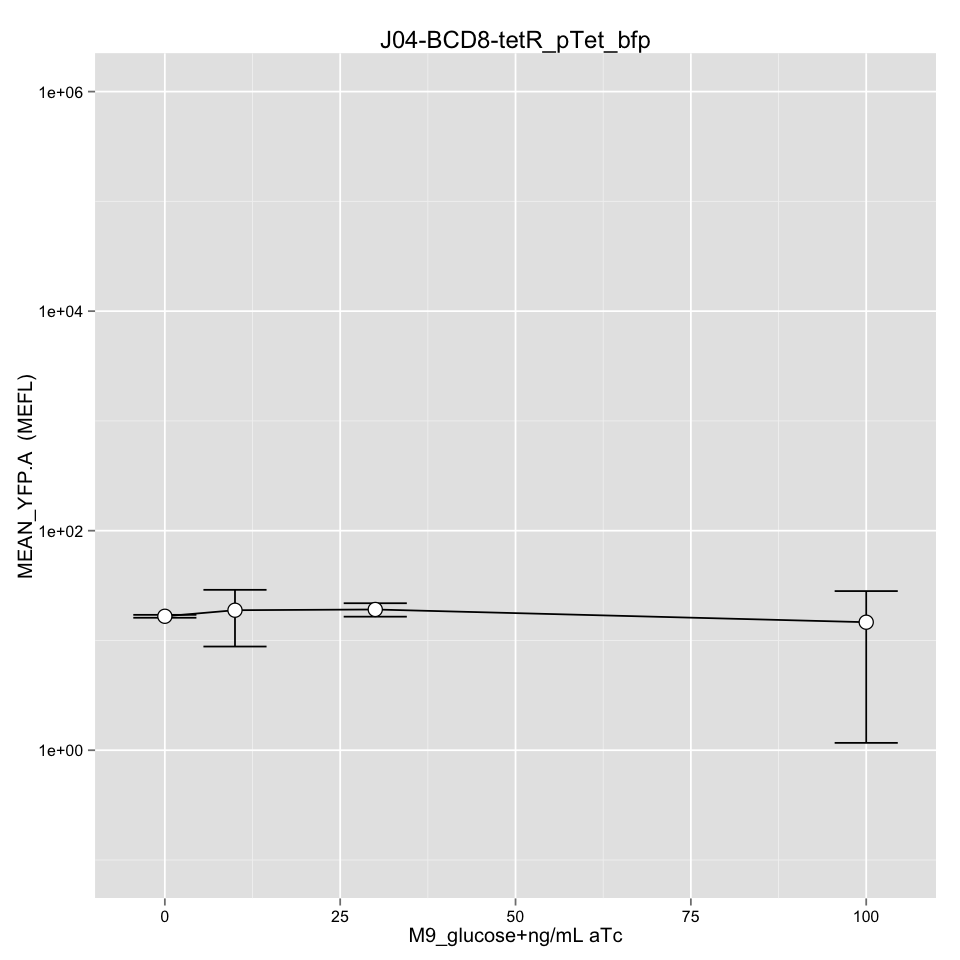 J04-BCD8-tetR_pTet_bfp
MEAN_YFP.A (MEFL)
1e+06
1e+04
1e+02
1e+00
0 25 50 75 100
M9_glucose+ng/mL aTc